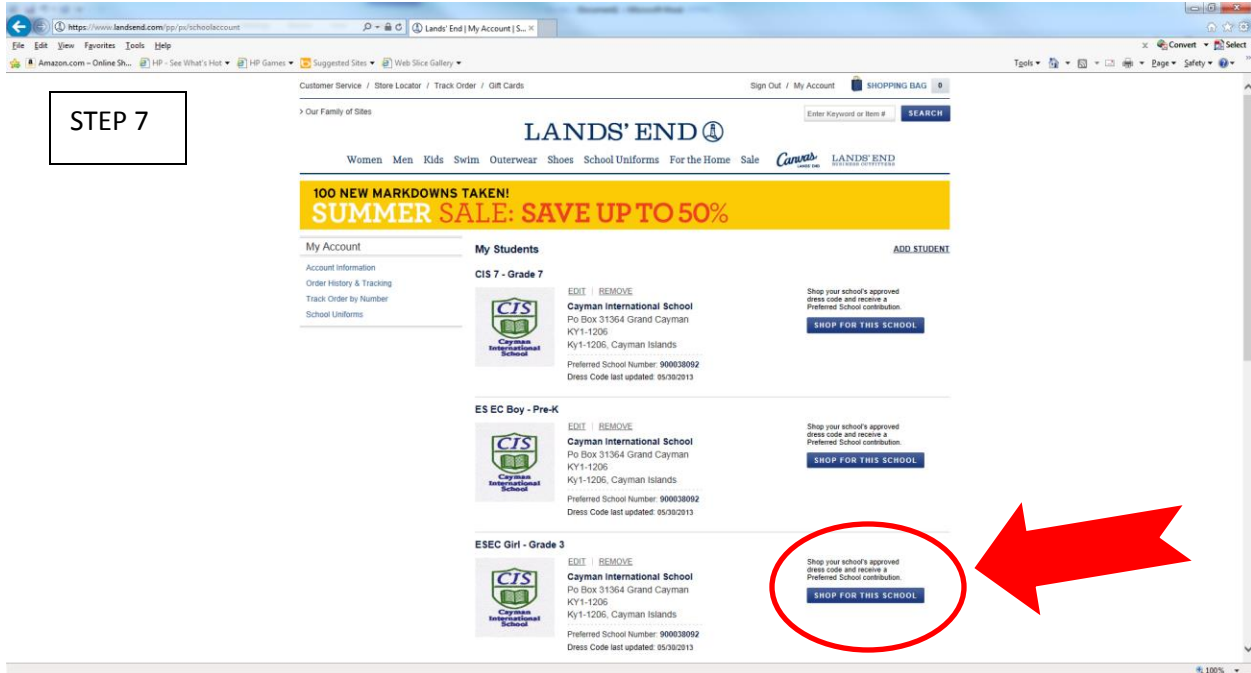 https://www.landsend.com/pp/px/schoolaccount
Lands' End | My Account | S...
File Edit View Favorites Tools Help
Convert Select
Amazon.com – Online Sh... HP - See What's Hot HP Games Suggested Sites Web Slice Gallery
Tools Page Safety
STEP 7
Customer Service / Store Locator / Track Order / Gift Cards
Sign Out / My Account SHOPPING BAG 0
> Our Family of Sites
Enter Keyword or Item # SEARCH
LANDS' END
Women Men Kids Swim Outerwear Shoes School Uniforms For the Home Sale Canvas LANDS' END LANDS' END BUSINESS OUTFITTERS
100 NEW MARKDOWNS TAKEN!
SUMMER SALE: SAVE UP TO 50%
My Account
Account Information
Order History & Tracking
Track Order by Number
School Uniforms
My Students
ADD STUDENT
CIS 7 - Grade 7
CIS
Cayman
International
School
EDIT | REMOVE
Cayman International School
Po Box 31364 Grand Cayman
KY1-1206
Ky1-1206, Cayman Islands
Preferred School Number: 900038092
Dress Code last updated: 05/30/2013
Shop your school's approved
dress code and receive a
Preferred School contribution.
SHOP FOR THIS SCHOOL
ES EC Boy - Pre-K
CIS
Cayman
International
School
EDIT | REMOVE
Cayman International School
Po Box 31364 Grand Cayman
KY1-1206
Ky1-1206, Cayman Islands
Preferred School Number: 900038092
Dress Code last updated: 05/30/2013
Shop your school's approved
dress code and receive a
Preferred School contribution.
SHOP FOR THIS SCHOOL
ESEC Girl - Grade 3
CIS
Cayman
International
School
EDIT | REMOVE
Cayman International School
Po Box 31364 Grand Cayman
KY1-1206
Ky1-1206, Cayman Islands
Preferred School Number: 900038092
Dress Code last updated: 05/30/2013
Shop your school's approved
dress code and receive a
Preferred School contribution.
SHOP FOR THIS SCHOOL
100%